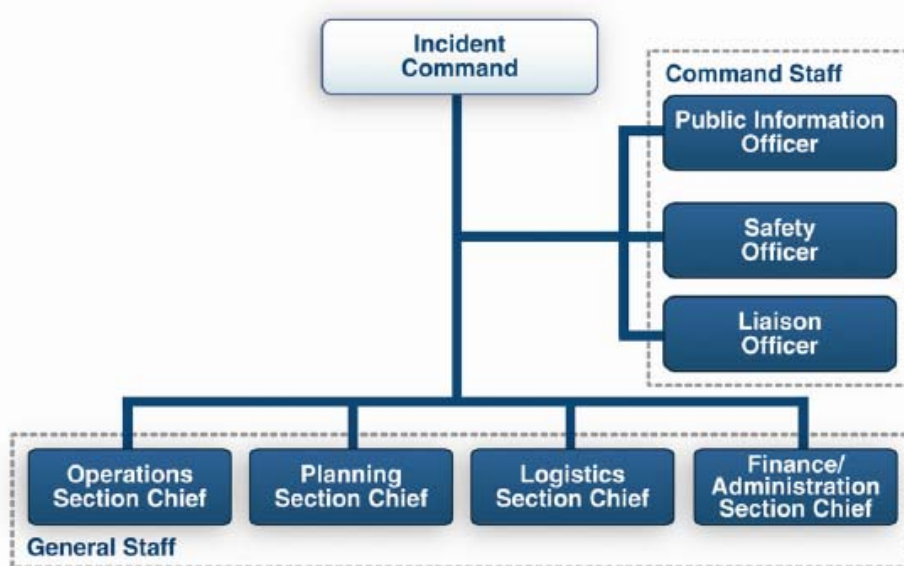 Incident
Command
Command Staff
Public Information
Officer
Safety
Officer
Liaison
Officer
Operations
Section Chief
Planning
Section Chief
Logistics
Section Chief
Finance/
Administration
Section Chief
General Staff